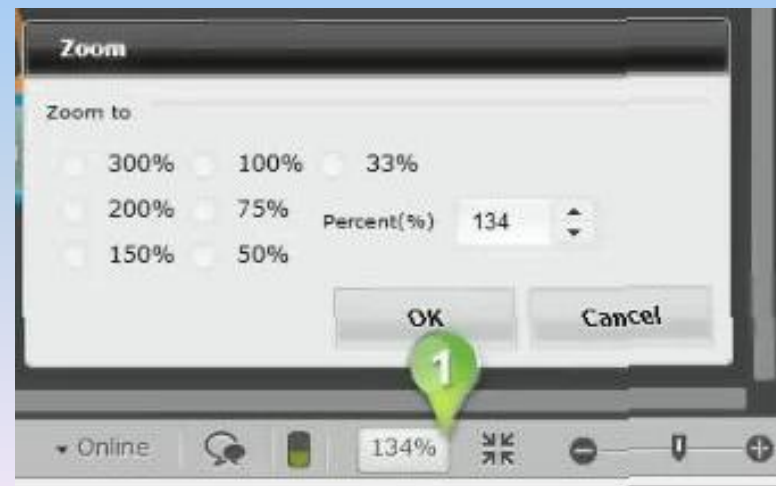 Zoom
Zoom to
300% 100% 33%
200% 75% Percent(%) 134
150% 50%
OK Cancel
1
Online 134%